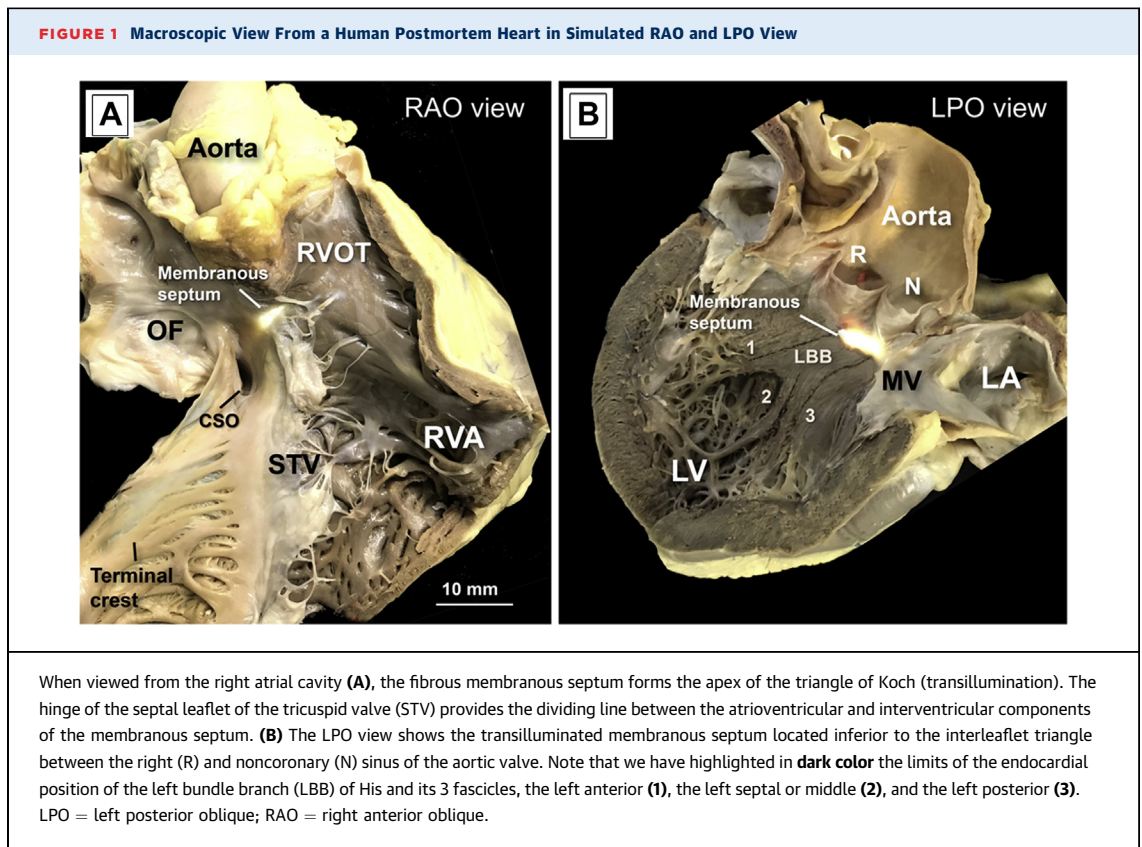 FIGURE 1 Macroscopic View From a Human Postmortem Heart in Simulated RAO and LPO View
A
RAO view
Aorta
RVOT
Membranous
septum
OF
CSO
STV
RVA
Terminal
crest
10 mm
B
LPO view
Aorta
R
N
Membranous
septum
1
LBB
MV
LA
2
3
LV
When viewed from the right atrial cavity (A), the fibrous membranous septum forms the apex of the triangle of Koch (transillumination). The
hinge of the septal leaflet of the tricuspid valve (STV) provides the dividing line between the atrioventricular and interventricular components
of the membranous septum. (B) The LPO view shows the transilluminated membranous septum located inferior to the interleaflet triangle
between the right (R) and noncoronary (N) sinus of the aortic valve. Note that we have highlighted in dark color the limits of the endocardial
position of the left bundle branch (LBB) of His and its 3 fascicles, the left anterior (1), the left septal or middle (2), and the left posterior (3).
LPO = left posterior oblique; RAO = right anterior oblique.